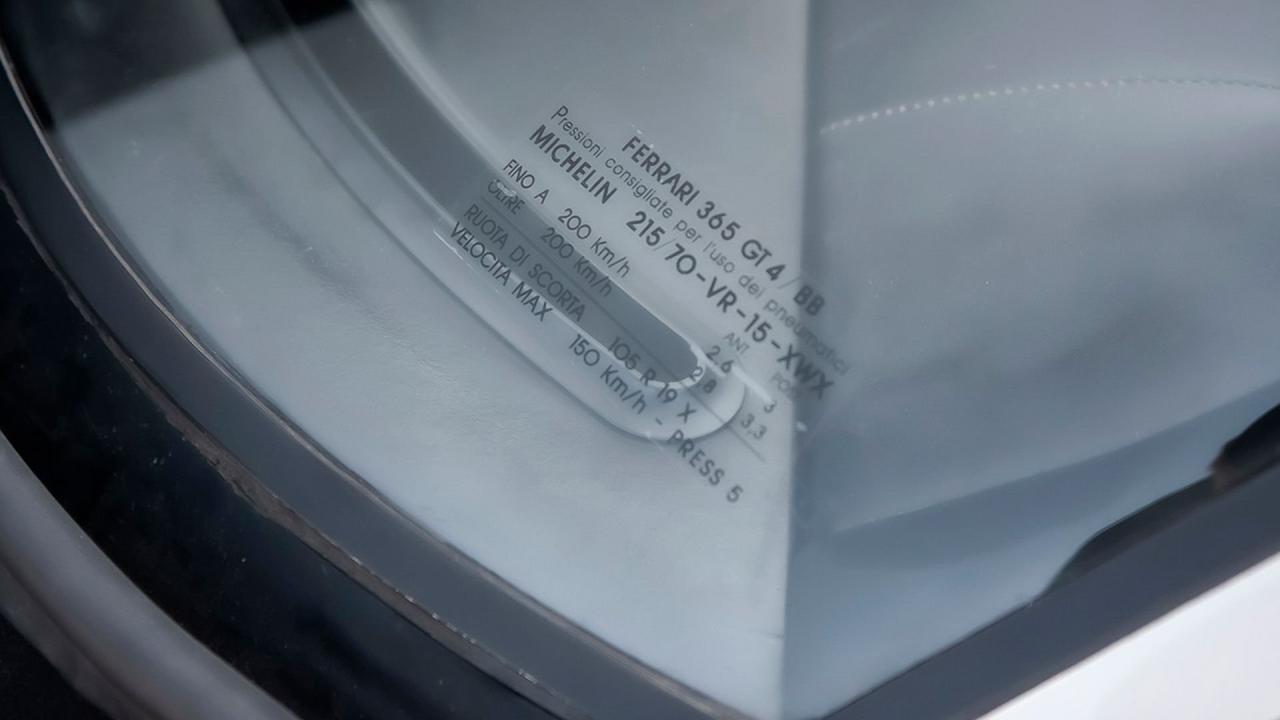 FERRARI 365 GT4 / BB
Pressioni consigliate per l'uso dei pneumatici
MICHELIN 215/70-VR-15-XWX
ANT. POST.
FINO A 200 Km/h 2.6 3
OLTRE 200 Km/h 2.8 3,3
RUOTA DI SCORTA 105 R 19 X
VELOCITA MAX 150 Km/h - PRESS 5